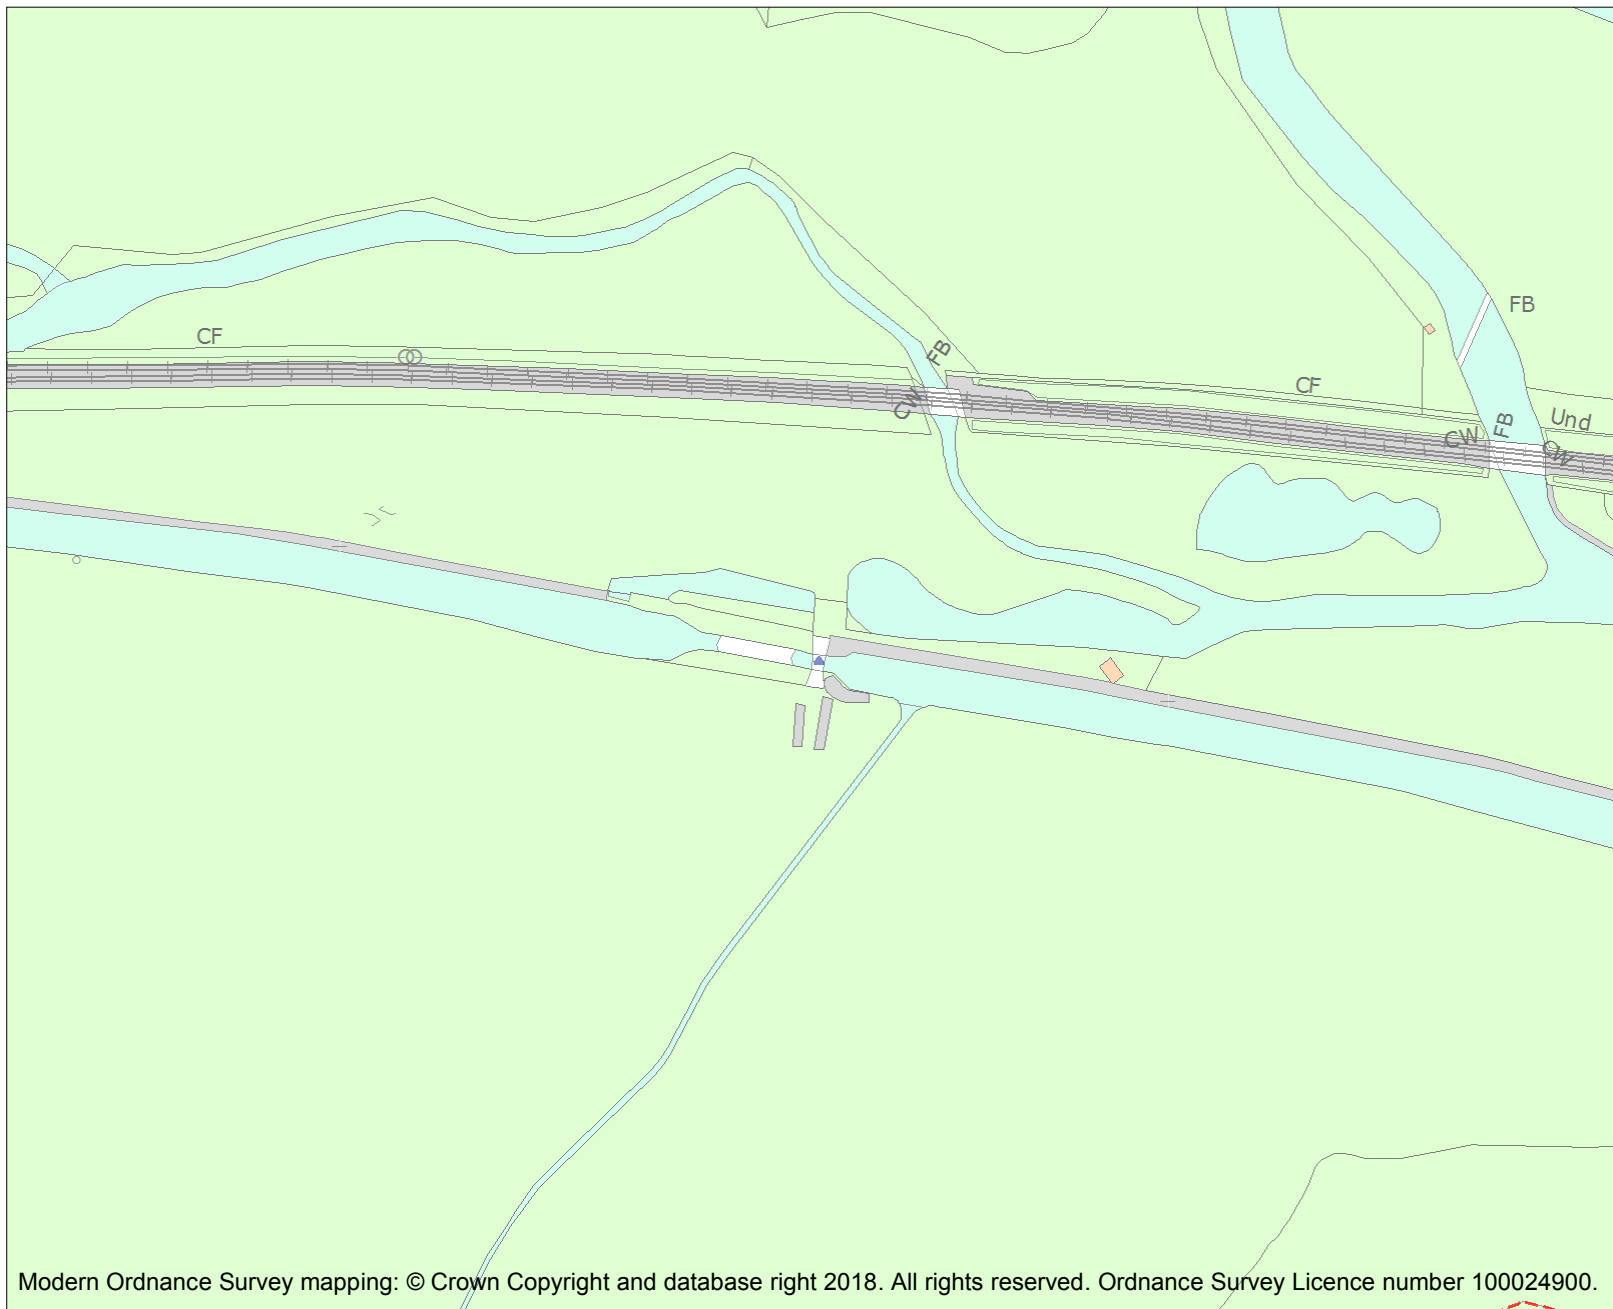 FB
CF
FB
CF
CW
Und
FB
CW
CW
Modern Ordnance Survey mapping: © Crown Copyright and database right 2018. All rights reserved. Ordnance Survey Licence number 100024900.